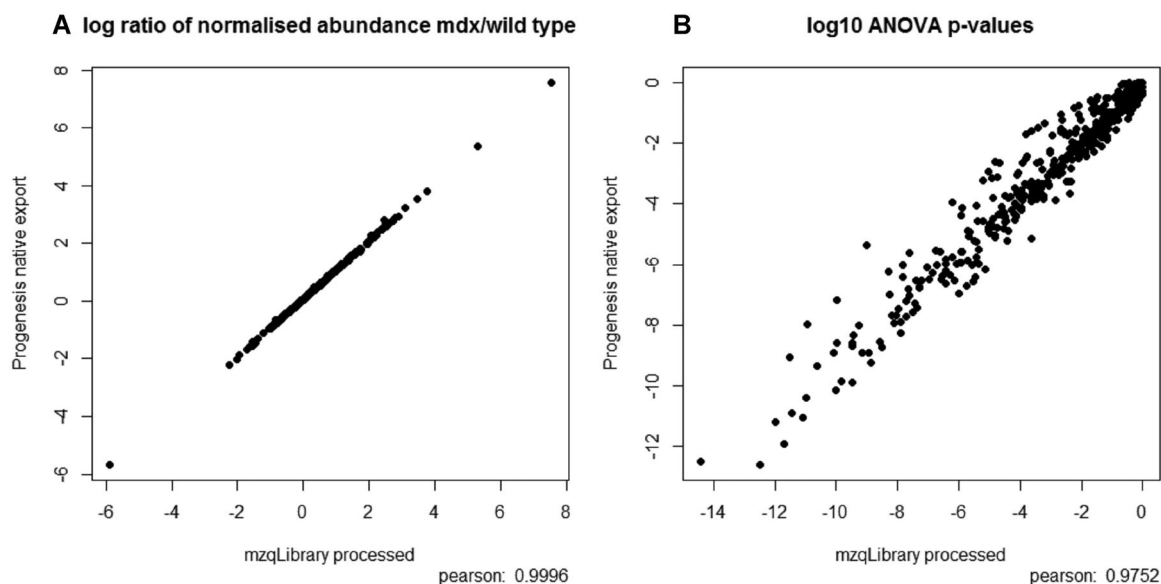 A log ratio of normalised abundance mdx/wild type
8
6
4
2
0
-2
-4
-6
Progenesis native export
-6 -4 -2 0 2 4 6 8
mzqLibrary processed
pearson: 0.9996
B log10 ANOVA p-values
0
-2
-4
-6
-8
-10
-12
Progenesis native export
-14 -12 -10 -8 -6 -4 -2 0
mzqLibrary processed
pearson: 0.9752